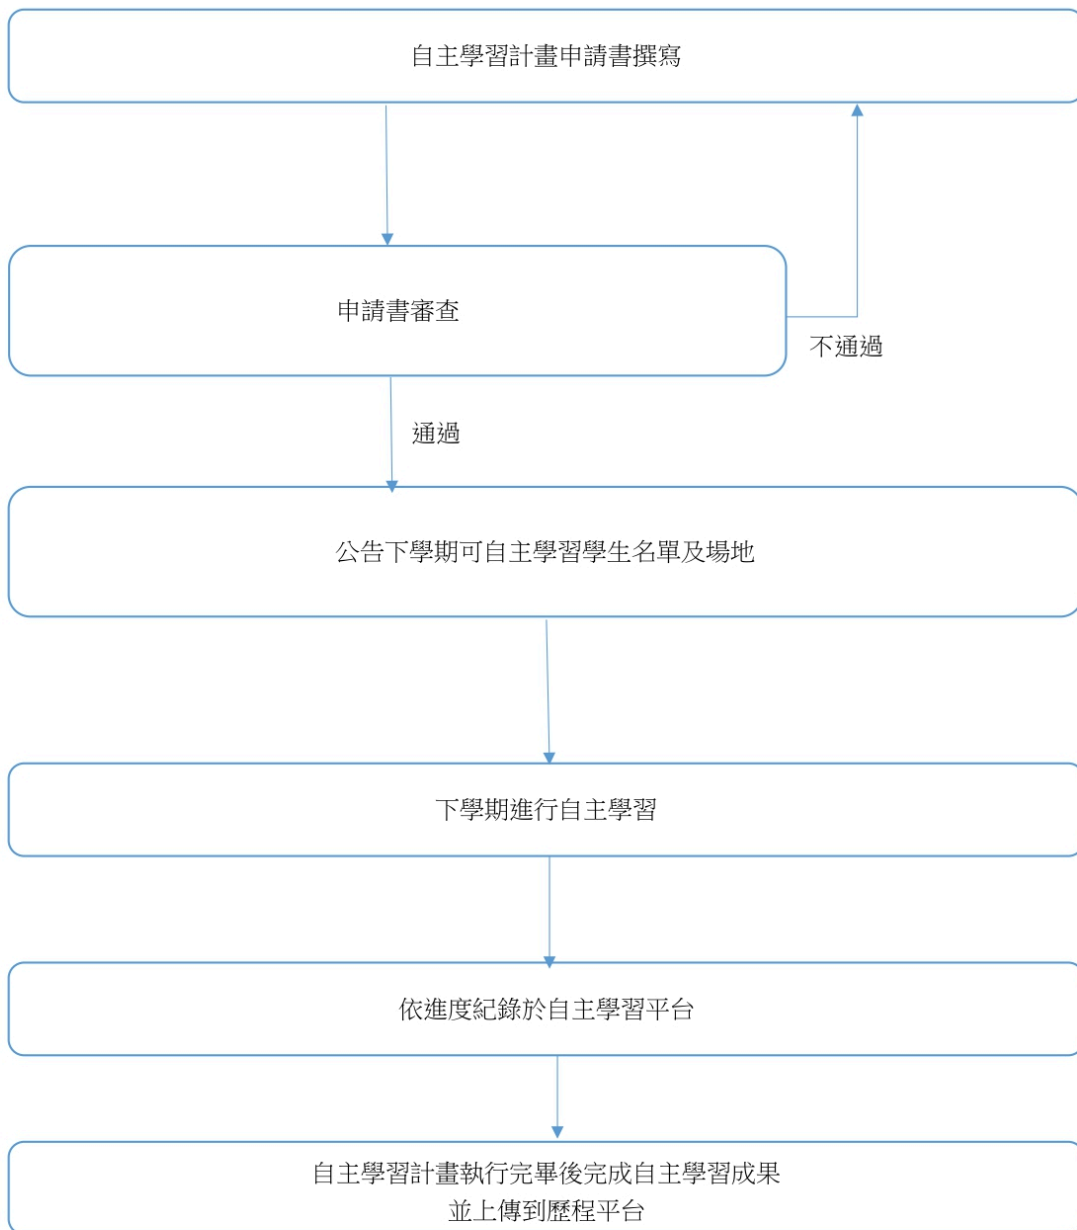 自主學習計畫申請書撰寫
申請書審查
不通過
通過
公告下學期可自主學習學生名單及場地
下學期進行自主學習
依進度紀錄於自主學習平台
自主學習計畫執行完畢後完成自主學習成果
並上傳到歷程平台